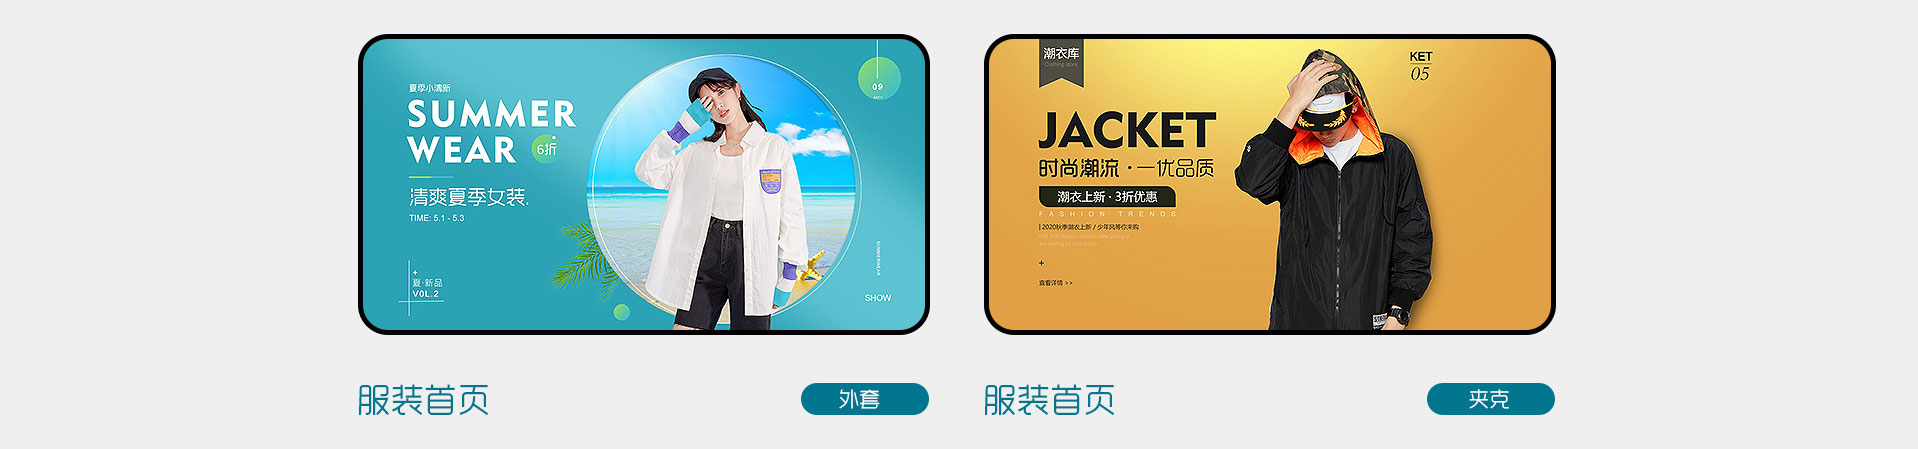 夏季小清新
SUMMER
WEAR
6折
清爽夏季女装.
TIME: 5.1 - 5.3
+
夏·新品
VOL.2
09
SUMMERWEAR
SHOW
潮衣库
Clothing store
KET
05
JACKET
时尚潮流·一优品质
潮衣上新·3折优惠
FASHION TRENDS
2020秋季潮衣上新 / 少年风等你来购
+
查看详情 >>
服装首页
外套
服装首页
夹克